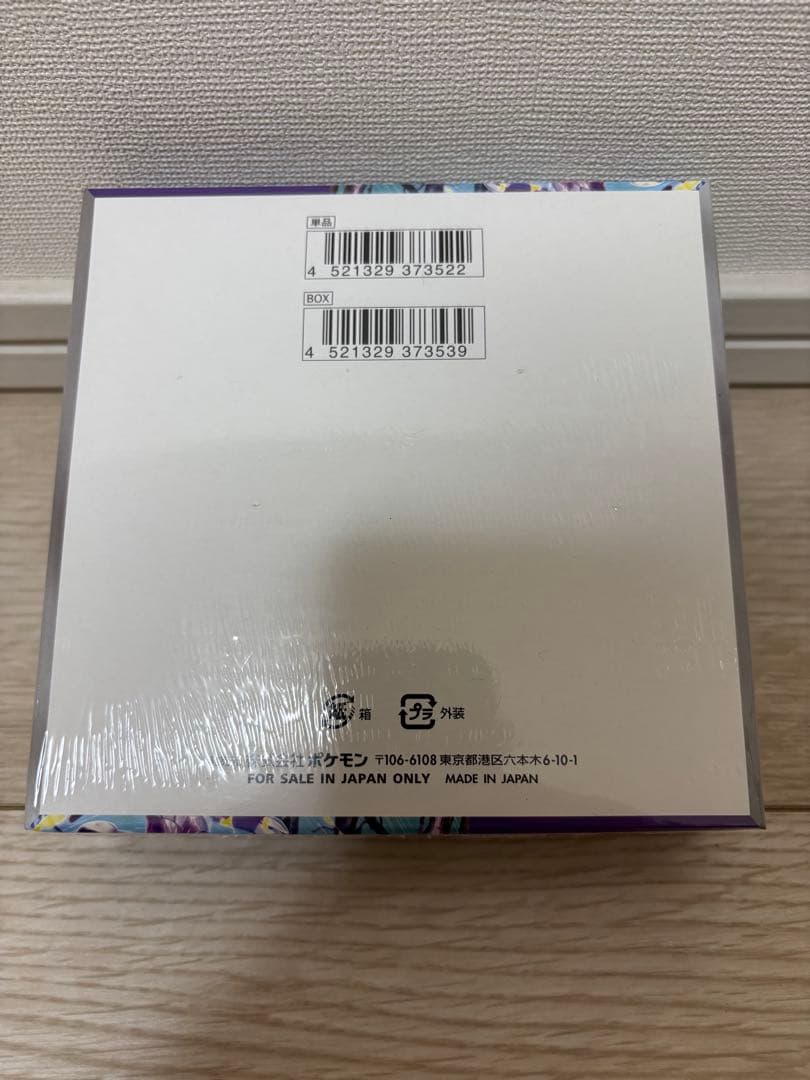 単品
4 521329 373522
BOX
4 521329 373539
紙 箱
プラ 外装
株式会社ポケモン 〒106-6108 東京都港区六本木6-10-1
FOR SALE IN JAPAN ONLY MADE IN JAPAN